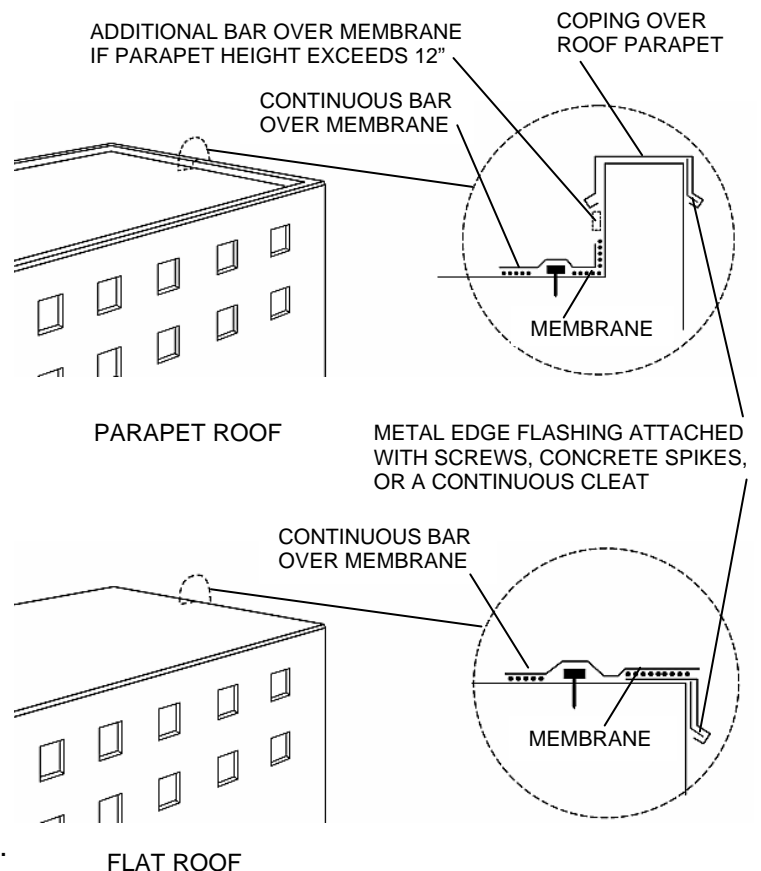 ADDITIONAL BAR OVER MEMBRANE
IF PARAPET HEIGHT EXCEEDS 12”
COPING OVER
ROOF PARAPET
CONTINUOUS BAR
OVER MEMBRANE
MEMBRANE
PARAPET ROOF
METAL EDGE FLASHING ATTACHED
WITH SCREWS, CONCRETE SPIKES,
OR A CONTINUOUS CLEAT
CONTINUOUS BAR
OVER MEMBRANE
MEMBRANE
.
FLAT ROOF